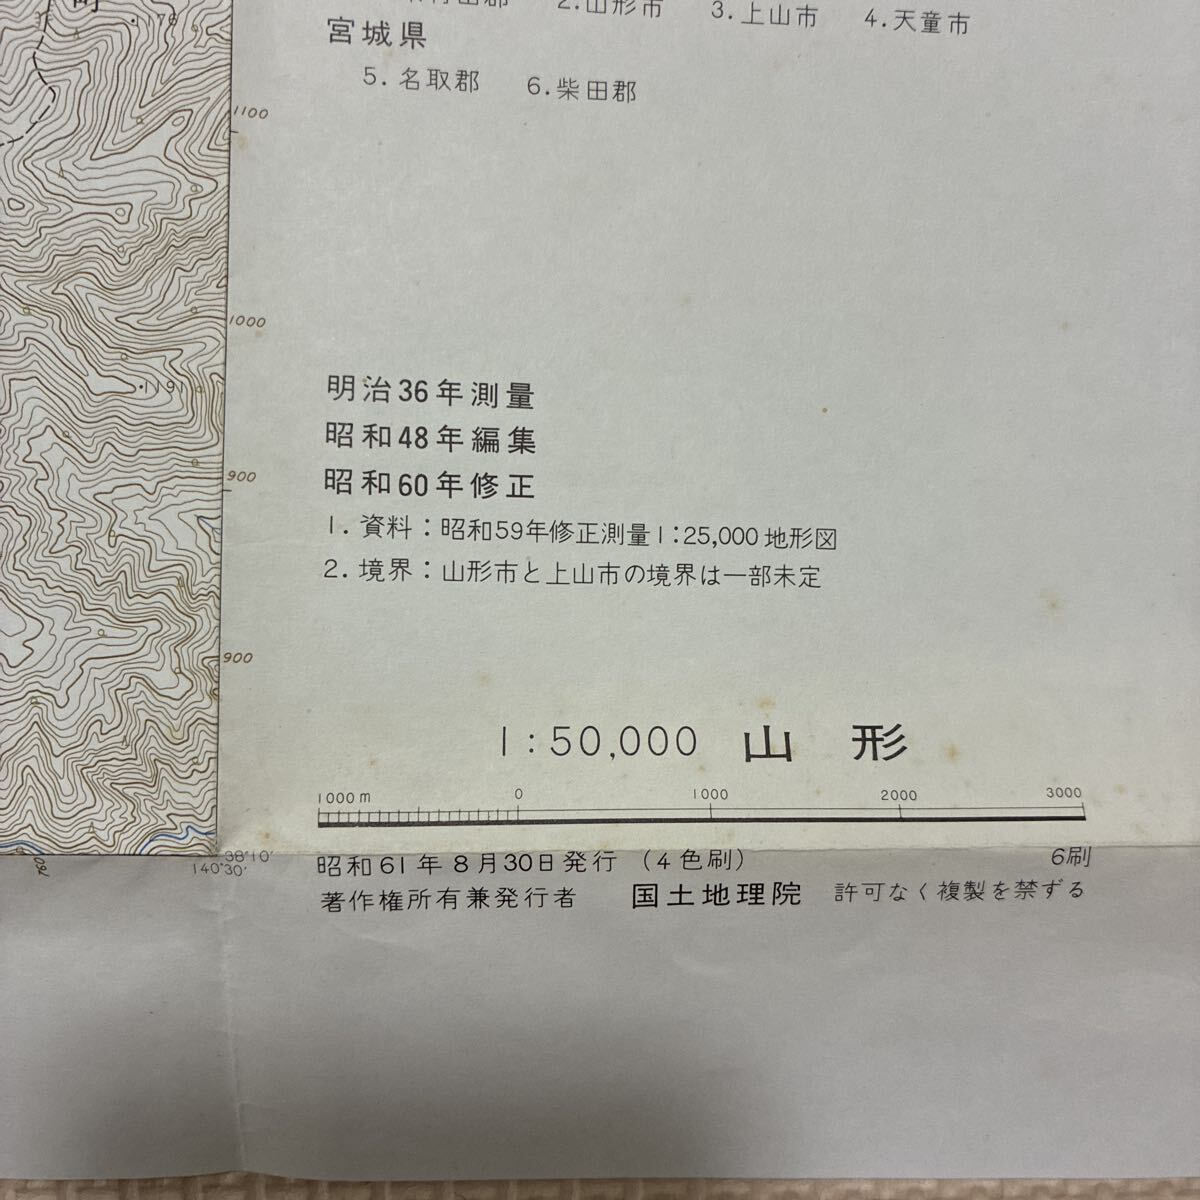 2.山形市 3.上山市 4.天童市
宮城県
5.名取郡 6.柴田郡
1100
1000
·1191
900
900
明治36年測量
昭和48年編集
昭和60年修正
1.資料：昭和59年修正測量1：25,000地形図
2.境界：山形市と上山市の境界は一部未定
1:50,000 山形
1000m 0 1000 2000 3000
38°10′
140°30′
昭和61年8月30日発行（4色刷） 6刷
著作権所有兼発行者 国土地理院 許可なく複製を禁ずる